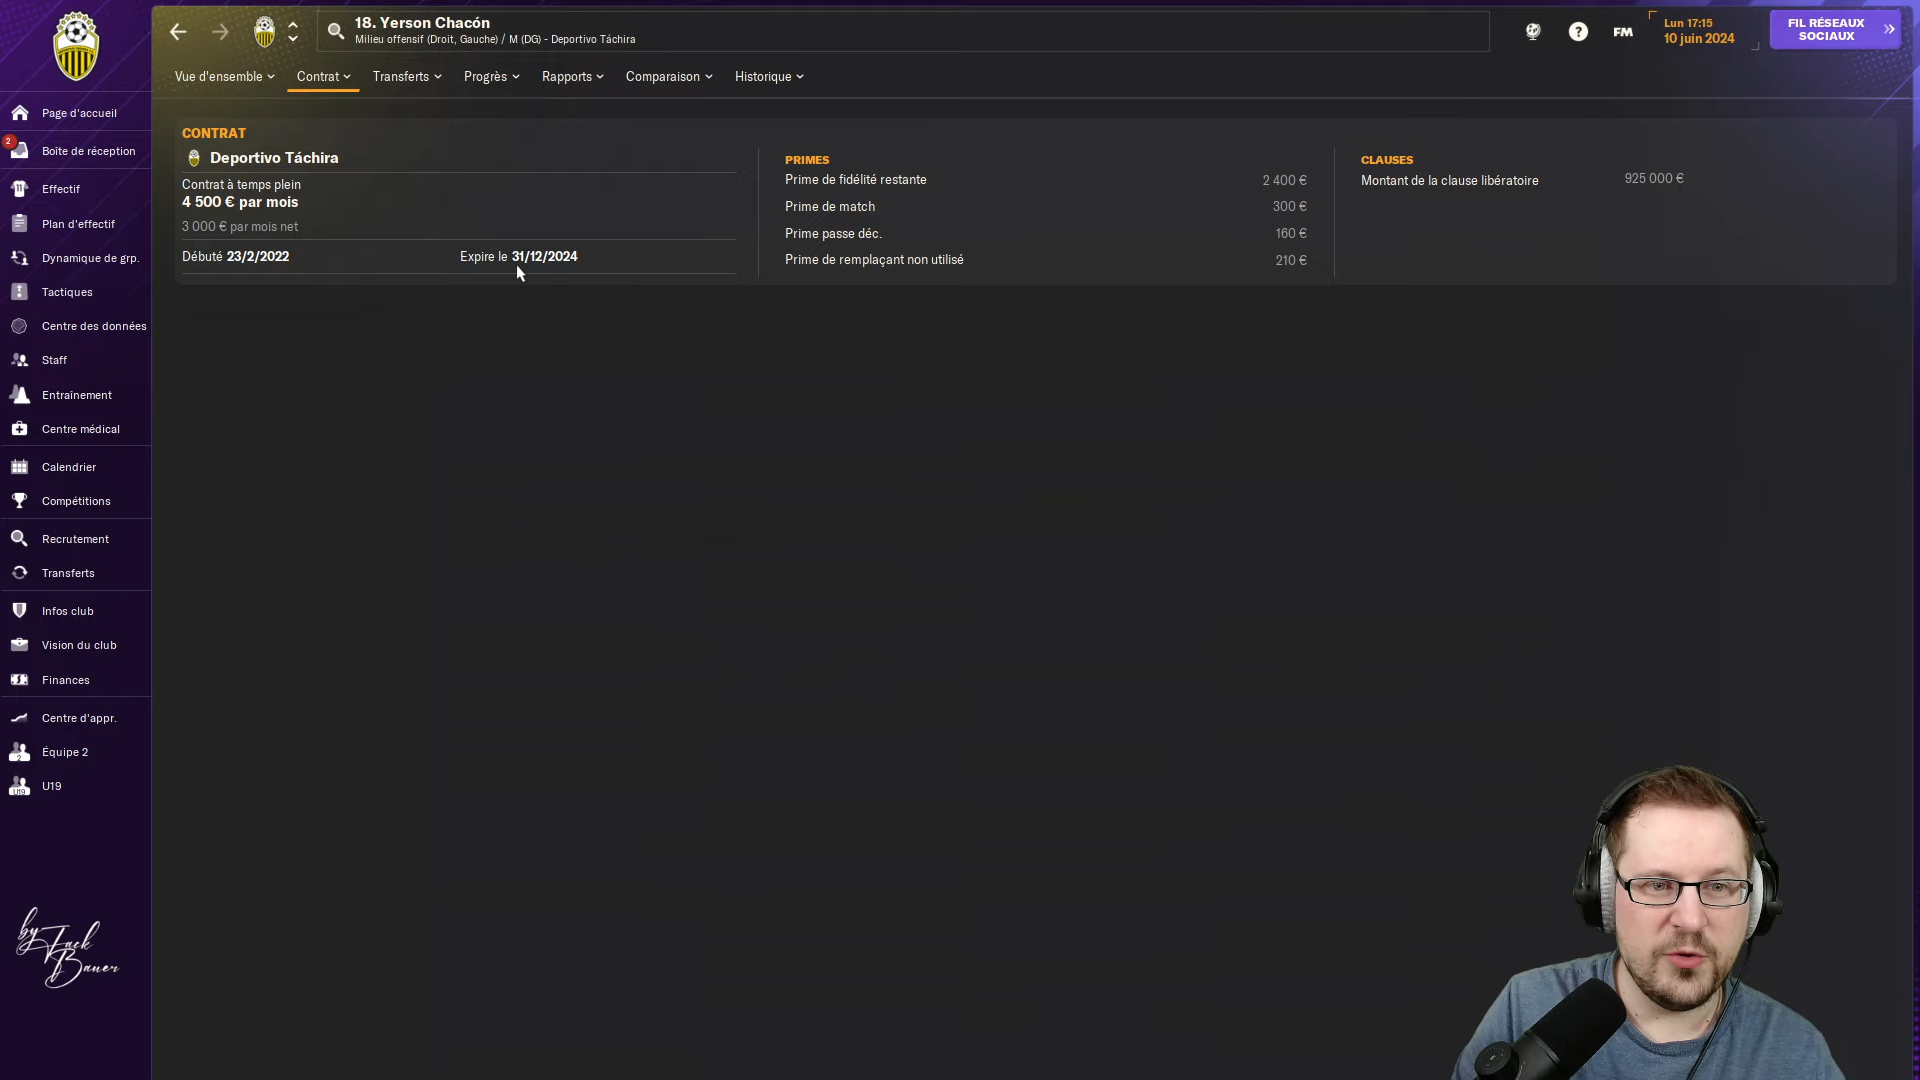 18. Yerson Chacón
Milieu offensif (Droit, Gauche) / M (DG) - Deportivo Táchira
?
FM
Lun 17:15
10 juin 2024
FIL RÉSEAUX
SOCIAUX
Vue d'ensemble
Contrat
Transferts
Progrès
Rapports
Comparaison
Historique
Page d'accueil
2
Boîte de réception
Effectif
Plan d'effectif
Dynamique de grp.
Tactiques
Centre des données
Staff
Entraînement
Centre médical
Calendrier
Compétitions
Recrutement
Transferts
Infos club
Vision du club
Finances
Centre d'appr.
2
Équipe 2
U19
U19
by Jack
Bauer
CONTRAT
Deportivo Táchira
Contrat à temps plein
4 500 € par mois
3 000 € par mois net
Débuté 23/2/2022
Expire le 31/12/2024
PRIMES
Prime de fidélité restante 2 400 €
Prime de match 300 €
Prime passe déc. 160 €
Prime de remplaçant non utilisé 210 €
CLAUSES
Montant de la clause libératoire 925 000 €